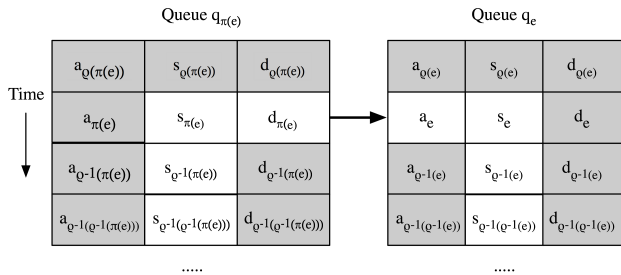 Queue q_π(e) Queue q_e
a_ϱ(π(e)) s_ϱ(π(e)) d_ϱ(π(e)) a_ϱ(e) s_ϱ(e) d_ϱ(e)
Time
a_π(e) s_π(e) d_π(e) a_e s_e d_e
a_ϱ-1(π(e)) s_ϱ-1(π(e)) d_ϱ-1(π(e)) a_ϱ-1(e) s_ϱ-1(e) d_ϱ-1(e)
a_ϱ-1(ϱ-1(π(e))) s_ϱ-1(ϱ-1(π(e))) d_ϱ-1(ϱ-1(π(e))) a_ϱ-1(ϱ-1(e)) s_ϱ-1(ϱ-1(e)) d_ϱ-1(ϱ-1(e))
..... .....